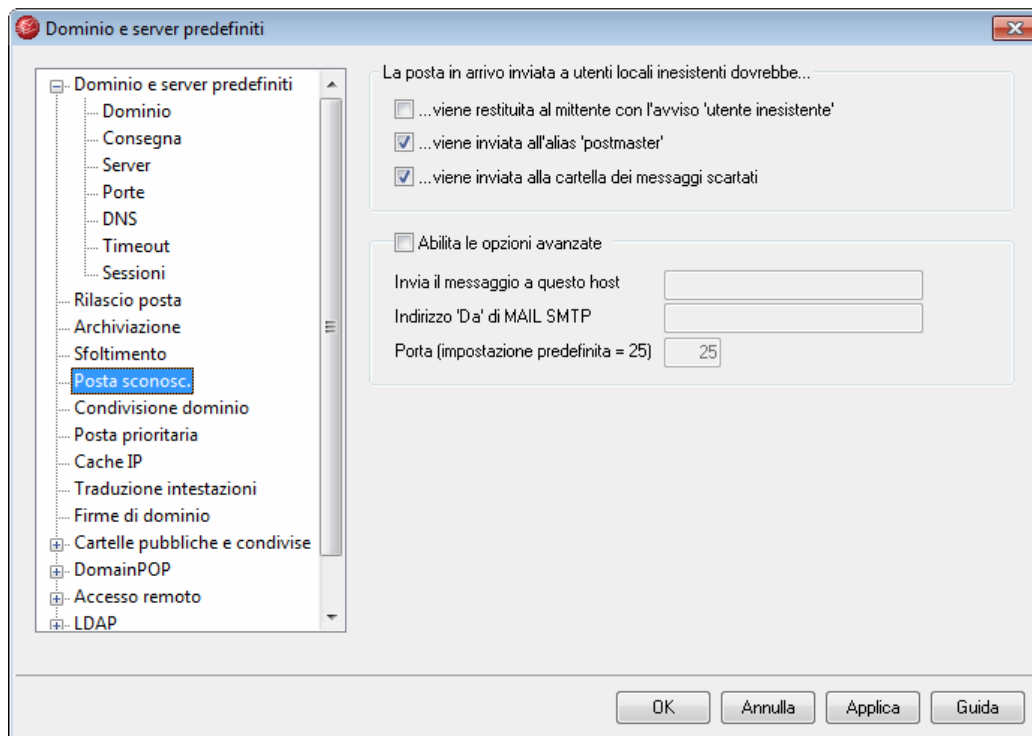 Dominio e server predefiniti
Dominio e server predefiniti
Dominio
Consegna
Server
Porte
DNS
Timeout
Sessioni
Rilascio posta
Archiviazione
Sfoltimento
Posta sconosc.
Condivisione dominio
Posta prioritaria
Cache IP
Traduzione intestazioni
Firme di dominio
Cartelle pubbliche e condivise
DomainPOP
Accesso remoto
LDAP
La posta in arrivo inviata a utenti locali inesistenti dovrebbe...
...viene restituita al mittente con l'avviso 'utente inesistente'
...viene inviata all'alias 'postmaster'
...viene inviata alla cartella dei messaggi scartati
Abilita le opzioni avanzate
Invia il messaggio a questo host
Indirizzo 'Da' di MAIL SMTP
Porta (impostazione predefinita = 25) 25
OK Annulla Applica Guida